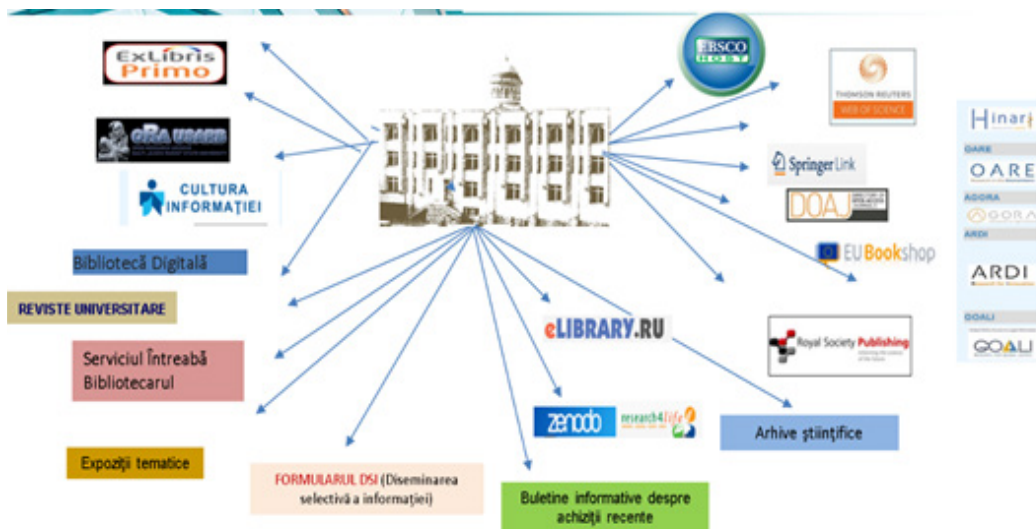 ExLibris
Primo
ORA USARB
CULTURA
INFORMAȚIEI
Bibliotecă Digitală
REVISTE UNIVERSITARE
Serviciul Întreabă
Bibliotecarul
Expoziții tematice
FORMULARUL DSI (Diseminarea
selectivă a informației)
Buletine informative despre
achiziții recente
Arhive științifice
zenodo
research4life
eLIBRARY.RU
EBSCO
HOST
THOMSON REUTERS
WEB OF SCIENCE
Springer Link
DOAJ
EU Bookshop
Royal Society Publishing
Hinari
OARE
OARE
AGORA
AGORA
ARDI
ARDI
GOALI
GOALI